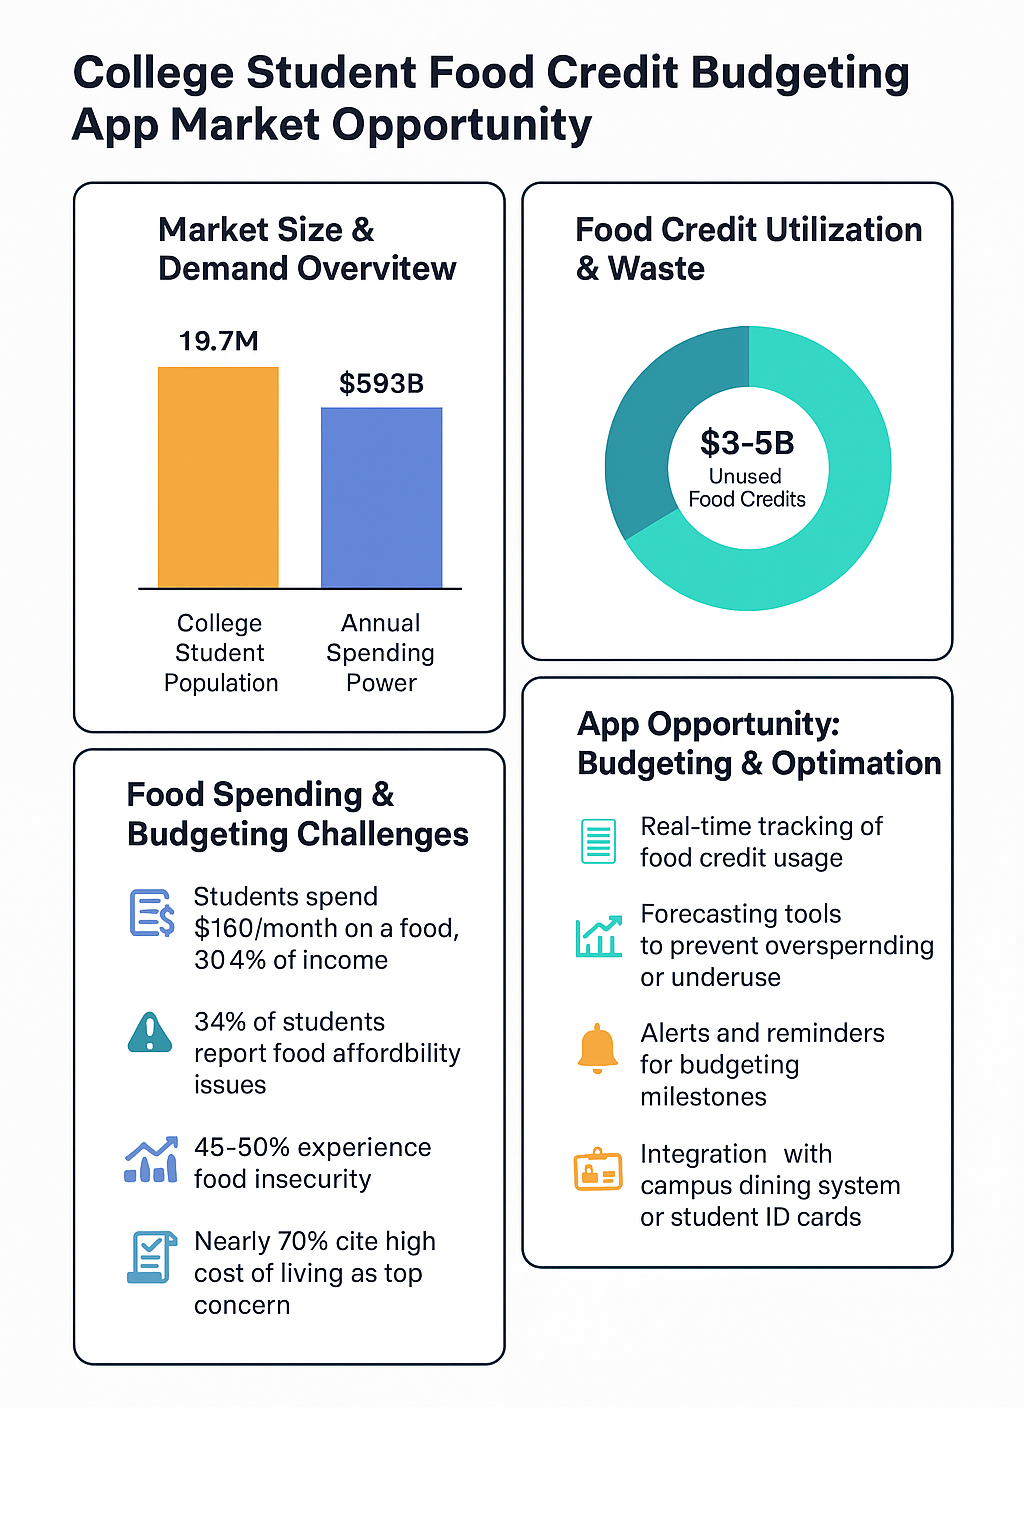 College Student Food Credit Budgeting
App Market Opportunity
Market Size &
Demand Overvitew
19.7M
$593B
College
Student
Population
Annual
Spending
Power
Food Credit Utilization
& Waste
$3-5B
Unused
Food Credits
Food Spending &
Budgeting Challenges
Students spend
$160/month on a food,
30 4% of income
34% of students
report food affordbility
issues
45-50% experience
food insecurity
Nearly 70% cite high
cost of living as top
concern
App Opportunity:
Budgeting & Optimation
Real-time tracking of
food credit usage
Forecasting tools
to prevent overspernding
or underuse
Alerts and reminders
for budgeting
milestones
Integration with
campus dining system
or student ID cards